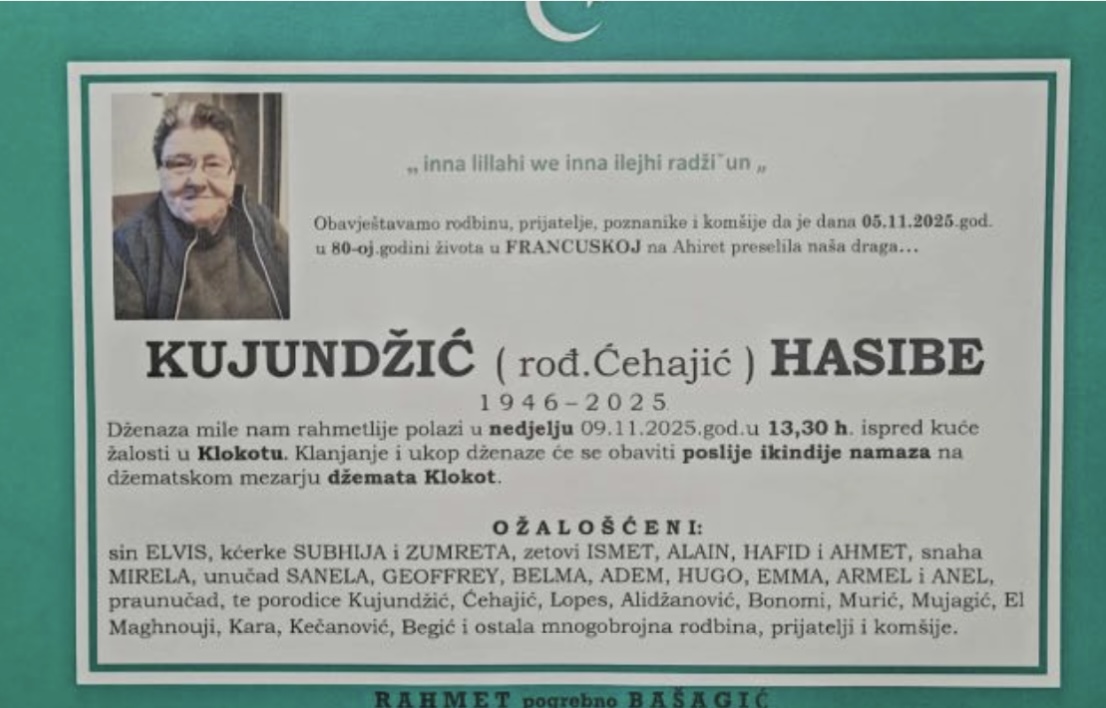 „ inna lillahi we inna ilejhi radži˘un „
Obavještavamo rodbinu, prijatelje, poznanike i komšije da je dana 05.11.2025.god.
u 80-oj.godini života u FRANCUSKOJ na Ahiret preselila naša draga...
KUJUNDŽIĆ ( rođ.Ćehajić ) HASIBE
1946–2025
Dženaza mile nam rahmetlije polazi u nedjelju 09.11.2025.god.u 13,30 h. ispred kuće
žalosti u Klokotu. Klanjanje i ukop dženaze će se obaviti poslije ikindije namaza na
džematskom mezarju džemata Klokot.
OŽALOŠĆENI:
sin ELVIS, kćerke SUBHIJA i ZUMRETA, zetovi ISMET, ALAIN, HAFID i AHMET, snaha
MIRELA, unučad SANELA, GEOFFREY, BELMA, ADEM, HUGO, EMMA, ARMEL i ANEL,
praunučad, te porodice Kujundžić, Ćehajić, Lopes, Alidžanović, Bonomi, Murić, Mujagić, El
Maghnouji, Kara, Kečanović, Begić i ostala mnogobrojna rodbina, prijatelji i komšije.
RAHMET pogrebno BAŠAGIĆ